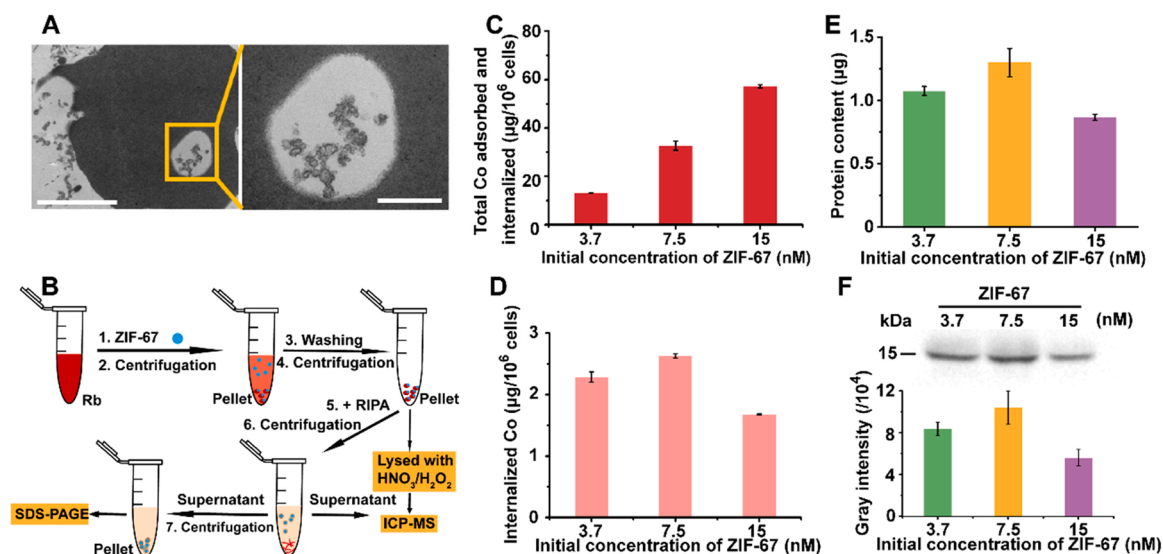 A
B
1. ZIF-67
2. Centrifugation
3. Washing
4. Centrifugation
Rb
Pellet
Pellet
5. + RIPA
6. Centrifugation
Lysed with
HNO₃/H₂O₂
Supernatant
Supernatant
SDS-PAGE
7. Centrifugation
ICP-MS
Pellet
C
Total Co adsorbed and
internalized (µg/10⁶ cells)
80
60
40
20
0
3.7 7.5 15
Initial concentration of ZIF-67 (nM)
D
Internalized Co (µg/10⁶ cells)
3
2
1
0
3.7 7.5 15
Initial concentration of ZIF-67 (nM)
E
Protein content (µg)
1.5
1.0
0.5
0.0
3.7 7.5 15
Initial concentration of ZIF-67 (nM)
F
ZIF-67
kDa 3.7 7.5 15 (nM)
15
Gray intensity (/10⁴)
12
8
4
0
3.7 7.5 15
Initial concentration of ZIF-67 (nM)